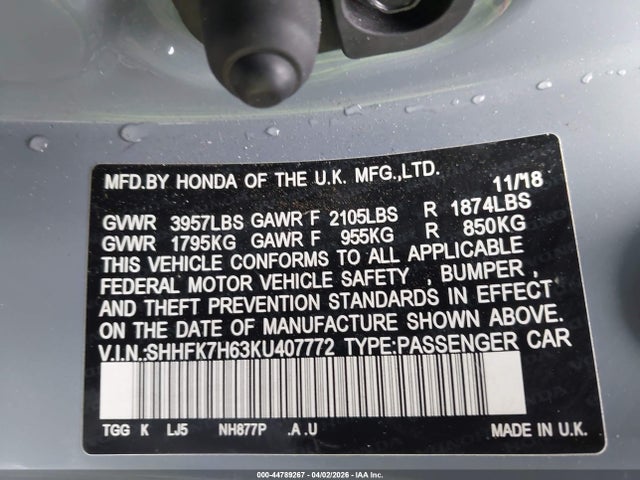 MFD.BY HONDA OF THE U.K. MFG.,LTD. 11/18
GVWR 3957LBS GAWR F 2105LBS R 1874LBS
GVWR 1795KG GAWR F 955KG R 850KG
THIS VEHICLE CONFORMS TO ALL APPLICABLE
FEDERAL MOTOR VEHICLE SAFETY , BUMPER ,
AND THEFT PREVENTION STANDARDS IN EFFECT
ON THE DATE OF MANUFACTURE SHOWN ABOVE.
V.I.N.:SHHFK7H63KU407772 TYPE:PASSENGER CAR
TGG K LJ5 NH877P .A .U MADE IN U.K.
000-44789267 - 04/02/2026 - IAA Inc.